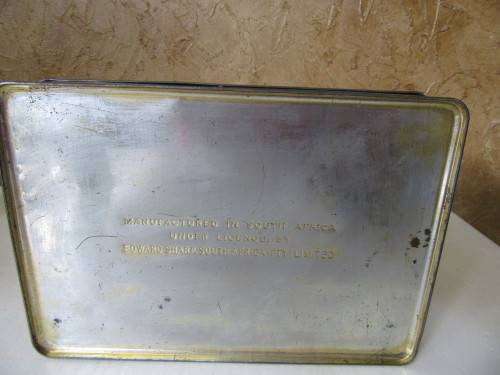 MANUFACTURED IN SOUTH AFRICA
UNDER LICENCE BY
EDWARD SHARP SOUTH AFRICA (PTY) LIMITED